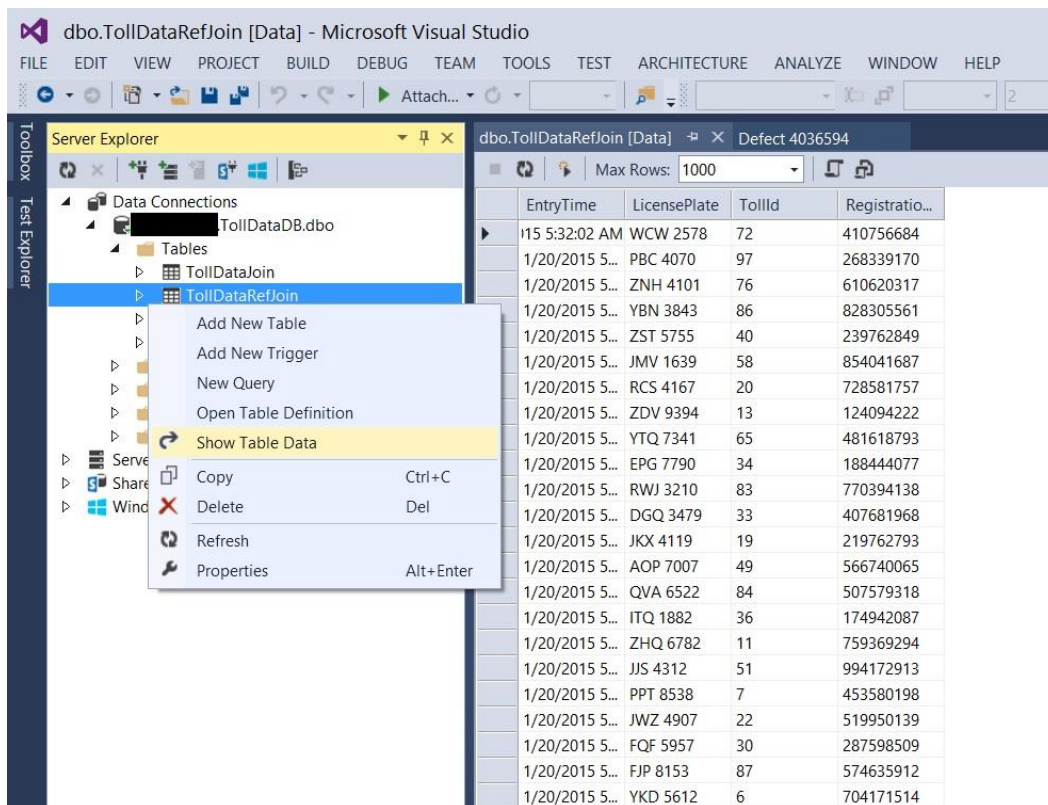 dbo.TollDataRefJoin [Data] - Microsoft Visual Studio
FILE EDIT VIEW PROJECT BUILD DEBUG TEAM TOOLS TEST ARCHITECTURE ANALYZE WINDOW HELP
Attach... 2
Toolbox
Test Explorer
Server Explorer
Data Connections
.TollDataDB.dbo
Tables
TollDataJoin
TollDataRefJoin
Serve
Share
Wind
Add New Table
Add New Trigger
New Query
Open Table Definition
Show Table Data
Copy Ctrl+C
Delete Del
Refresh
Properties Alt+Enter
dbo.TollDataRefJoin [Data] Defect 4036594
Max Rows: 1000
EntryTime LicensePlate TollId Registratio...
015 5:32:02 AM WCW 2578 72 410756684
1/20/2015 5... PBC 4070 97 268339170
1/20/2015 5... ZNH 4101 76 610620317
1/20/2015 5... YBN 3843 86 828305561
1/20/2015 5... ZST 5755 40 239762849
1/20/2015 5... JMV 1639 58 854041687
1/20/2015 5... RCS 4167 20 728581757
1/20/2015 5... ZDV 9394 13 124094222
1/20/2015 5... YTQ 7341 65 481618793
1/20/2015 5... EPG 7790 34 188444077
1/20/2015 5... RWJ 3210 83 770394138
1/20/2015 5... DGQ 3479 33 407681968
1/20/2015 5... JKX 4119 19 219762793
1/20/2015 5... AOP 7007 49 566740065
1/20/2015 5... QVA 6522 84 507579318
1/20/2015 5... ITQ 1882 36 174942087
1/20/2015 5... ZHQ 6782 11 759369294
1/20/2015 5... JJS 4312 51 994172913
1/20/2015 5... PPT 8538 7 453580198
1/20/2015 5... JWZ 4907 22 519950139
1/20/2015 5... FQF 5957 30 287598509
1/20/2015 5... FJP 8153 87 574635912
1/20/2015 5... YKD 5612 6 704171514